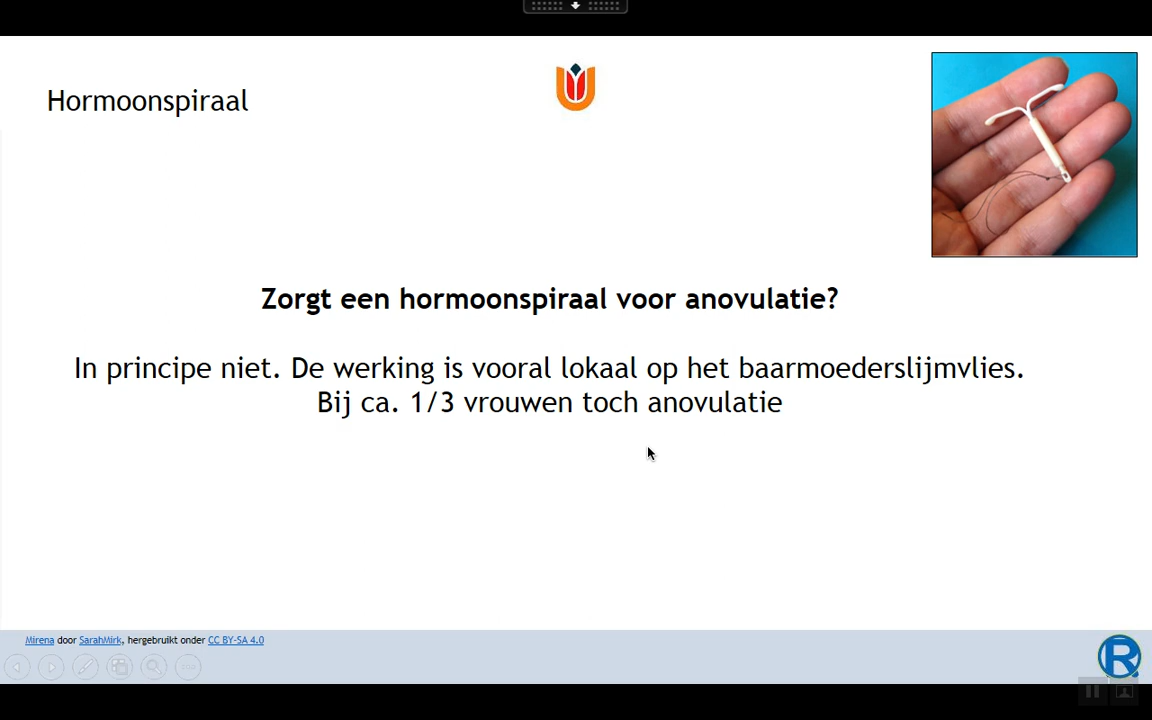 Hormoonspiraal
Zorgt een hormoonspiraal voor anovulatie?
In principe niet. De werking is vooral lokaal op het baarmoederslijmvlies.
Bij ca. 1/3 vrouwen toch anovulatie
Mirena door SarahMirk, hergebruikt onder CC BY-SA 4.0
R